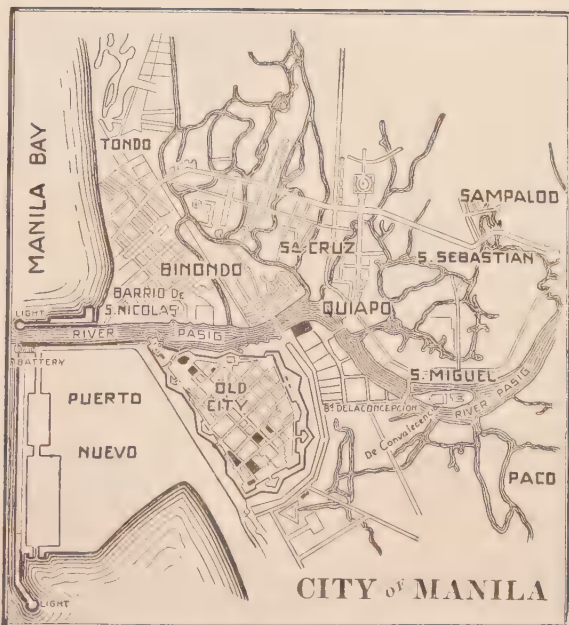 MANILA BAY
TONDO
SAMPALOO
Sᴬ CRUZ
S. SEBASTIAN
BINONDO
BARRIO DE
S. NICOLAS
QUIAPO
LIGHT
RIVER PASIG
BATTERY
OLD
CITY
S. MIGUEL
PUERTO
NUEVO
Bº DE LA CONCEPCION
De Convalecencia
RIVER PASIG
PACO
CITY OF MANILA
LIGHT